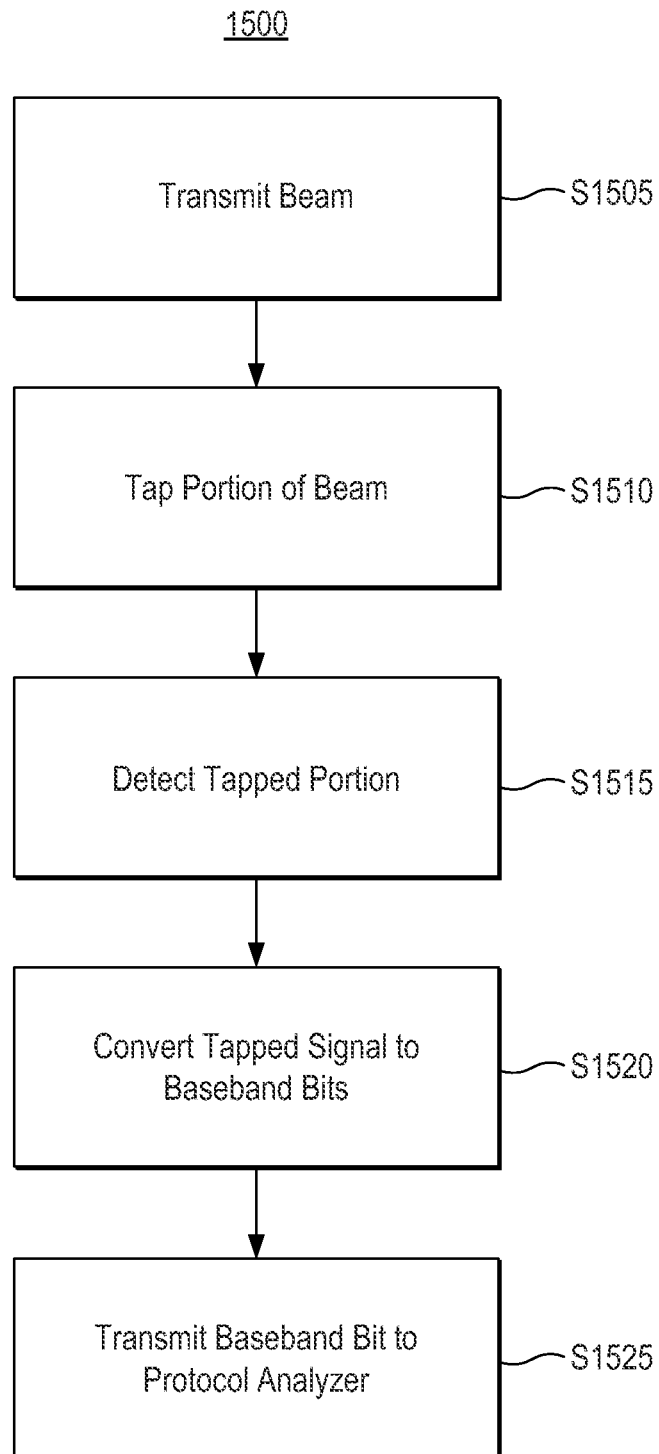 1500
Transmit Beam
S1505
Tap Portion of Beam
S1510
Detect Tapped Portion
S1515
Convert Tapped Signal to
Baseband Bits
S1520
Transmit Baseband Bit to
Protocol Analyzer
S1525